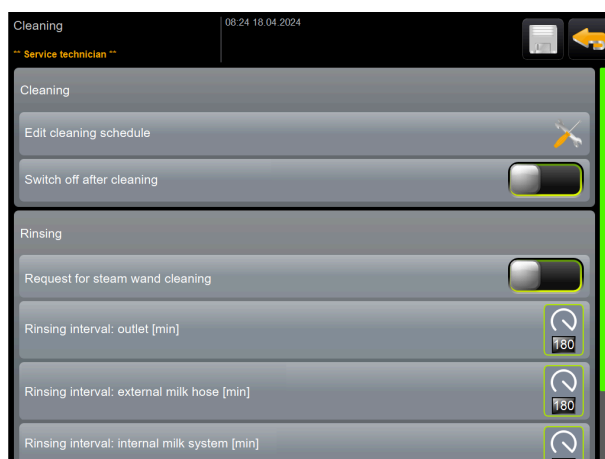 Cleaning
08:24 18.04.2024
** Service technician **
Cleaning
Edit cleaning schedule
Switch off after cleaning
Rinsing
Request for steam wand cleaning
Rinsing interval: outlet [min]
180
Rinsing interval: external milk hose [min]
180
Rinsing interval: internal milk system [min]